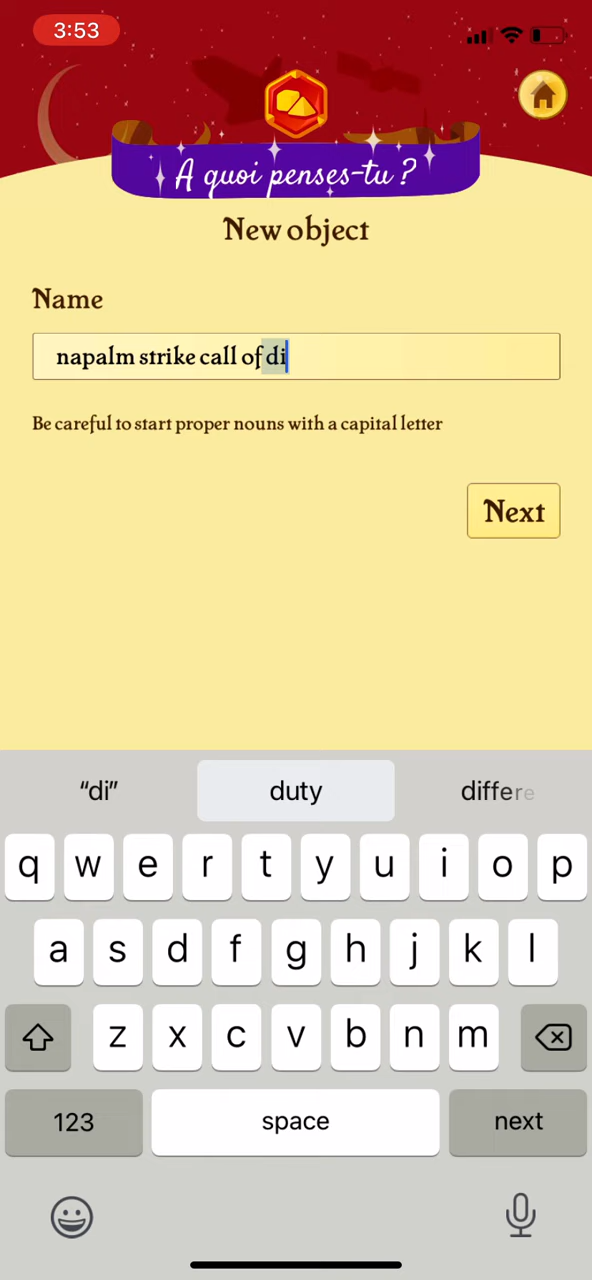 3:53
A quoi penses-tu ?
New object
Name
napalm strike call of di
Be careful to start proper nouns with a capital letter
Next
“di” duty differe
q w e r t y u i o p
a s d f g h j k l
z x c v b n m
123 space next